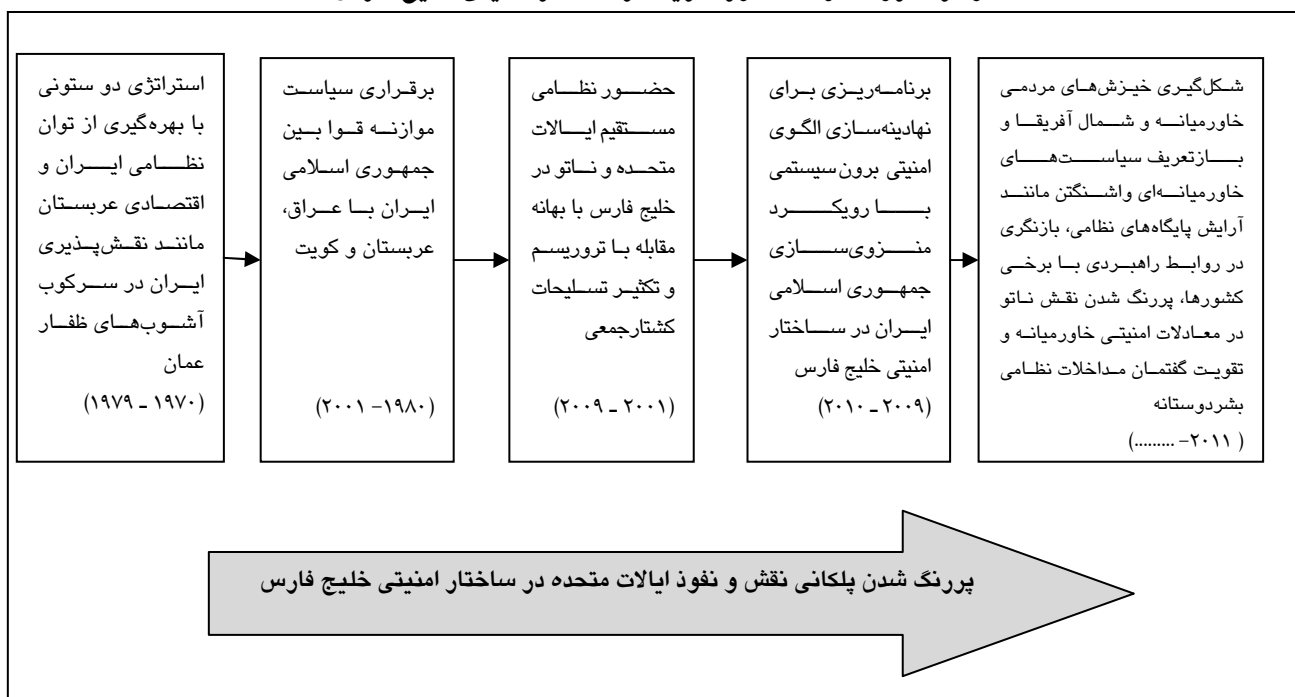 استراتژی دو ستونی
با بهره‌گیری از توان
نظامی ایران و
اقتصادی عربستان
مانند نقش‌پذیری
ایران در سرکوب
آشوب‌های ظفار
عمان
(۱۹۷۰ ـ ۱۹۷۹)
برقراری سیاست
موازنه قوا بین
جمهوری اسلامی
ایران با عراق،
عربستان و کویت
(۱۹۸۰ - ۲۰۰۱)
حضور نظامی
مستقیم ایالات
متحده و ناتو در
خلیج فارس با بهانه
مقابله با تروریسم
و تکثیر تسلیحات
کشتارجمعی
(۲۰۰۱ ـ ۲۰۰۹)
برنامه‌ریزی برای
نهادینه‌سازی الگوی
امنیتی برون‌سیستمی
با رویکرد
منزوی‌سازی
جمهوری اسلامی
ایران در ساختار
امنیتی خلیج فارس
(۲۰۰۹ ـ ۲۰۱۰)
شکل‌گیری خیزش‌های مردمی
خاورمیانه و شمال آفریقا و
بازتعریف سیاست‌های
خاورمیانه‌ای واشنگتن مانند
آرایش پایگاه‌های نظامی، بازنگری
در روابط راهبردی با برخی
کشورها، پررنگ شدن نقش ناتو
در معادلات امنیتی خاورمیانه و
تقویت گفتمان مداخلات نظامی
بشردوستانه
( ۲۰۱۱- .........)
پررنگ شدن پلکانی نقش و نفوذ ایالات متحده در ساختار امنیتی خلیج فارس